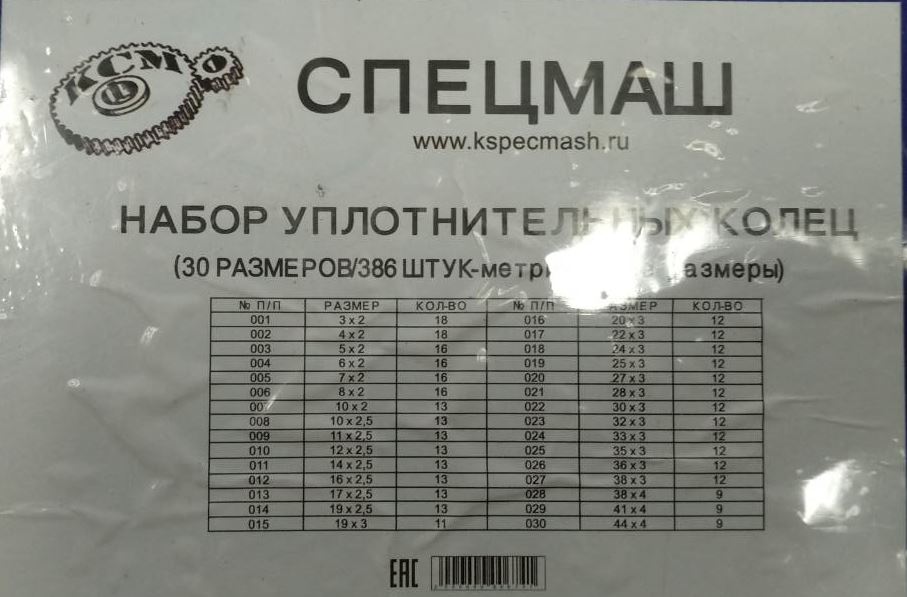 КСМ
СПЕЦМАШ
www.kspecmash.ru
НАБОР УПЛОТНИТЕЛЬНЫХ КОЛЕЦ
(30 РАЗМЕРОВ/386 ШТУК-метрические размеры)
№ П/П РАЗМЕР КОЛ-ВО № П/П РАЗМЕР КОЛ-ВО
001 3 x 2 18 016 20 x 3 12
002 4 x 2 18 017 22 x 3 12
003 5 x 2 16 018 24 x 3 12
004 6 x 2 16 019 25 x 3 12
005 7 x 2 16 020 27 x 3 12
006 8 x 2 16 021 28 x 3 12
007 10 x 2 13 022 30 x 3 12
008 10 x 2,5 13 023 32 x 3 12
009 11 x 2,5 13 024 33 x 3 12
010 12 x 2,5 13 025 35 x 3 12
011 14 x 2,5 13 026 36 x 3 12
012 16 x 2,5 13 027 38 x 3 12
013 17 x 2,5 13 028 38 x 4 9
014 19 x 2,5 13 029 41 x 4 9
015 19 x 3 11 030 44 x 4 9
EAC